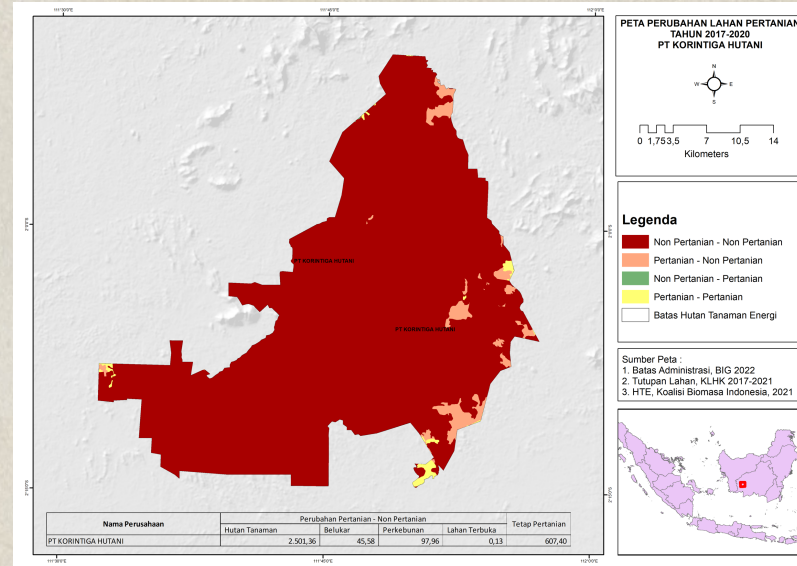 PETA PERUBAHAN LAHAN PERTANIAN
TAHUN 2017-2020
PT KORINTIGA HUTANI
N
W E
S
0 1,75 3,5 7 10,5 14
Kilometers
Legenda
Non Pertanian - Non Pertanian
Pertanian - Non Pertanian
Non Pertanian - Pertanian
Pertanian - Pertanian
Batas Hutan Tanaman Energi
Sumber Peta :
1. Batas Administrasi, BIG 2022
2. Tutupan Lahan, KLHK 2017-2021
3. HTE, Koalisi Biomasa Indonesia, 2021
PT KORINTIGA HUTANI
PT KORINTIGA HUTANI
Nama Perusahaan Perubahan Pertanian - Non Pertanian Tetap Pertanian
Hutan Tanaman Belukar Perkebunan Lahan Terbuka
PT KORINTIGA HUTANI 2.501,36 45,58 97,96 0,13 607,40